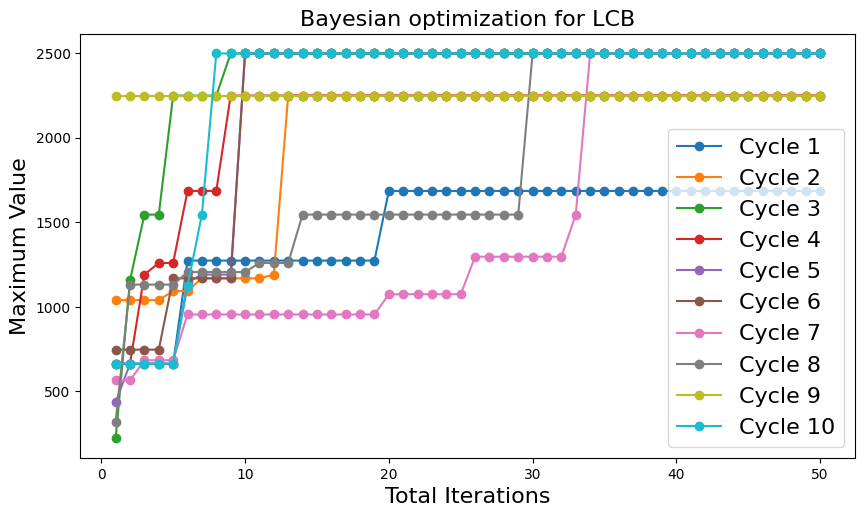 Bayesian optimization for LCB
Maximum Value
2500
2000
1500
1000
500
0
10
20
30
40
50
Total Iterations
Cycle 1
Cycle 2
Cycle 3
Cycle 4
Cycle 5
Cycle 6
Cycle 7
Cycle 8
Cycle 9
Cycle 10